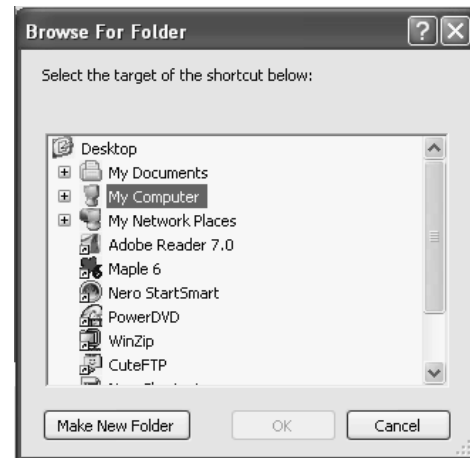 Browse For Folder
Select the target of the shortcut below:
Desktop
My Documents
My Computer
My Network Places
Adobe Reader 7.0
Maple 6
Nero StartSmart
PowerDVD
WinZip
CuteFTP
Make New Folder
OK
Cancel